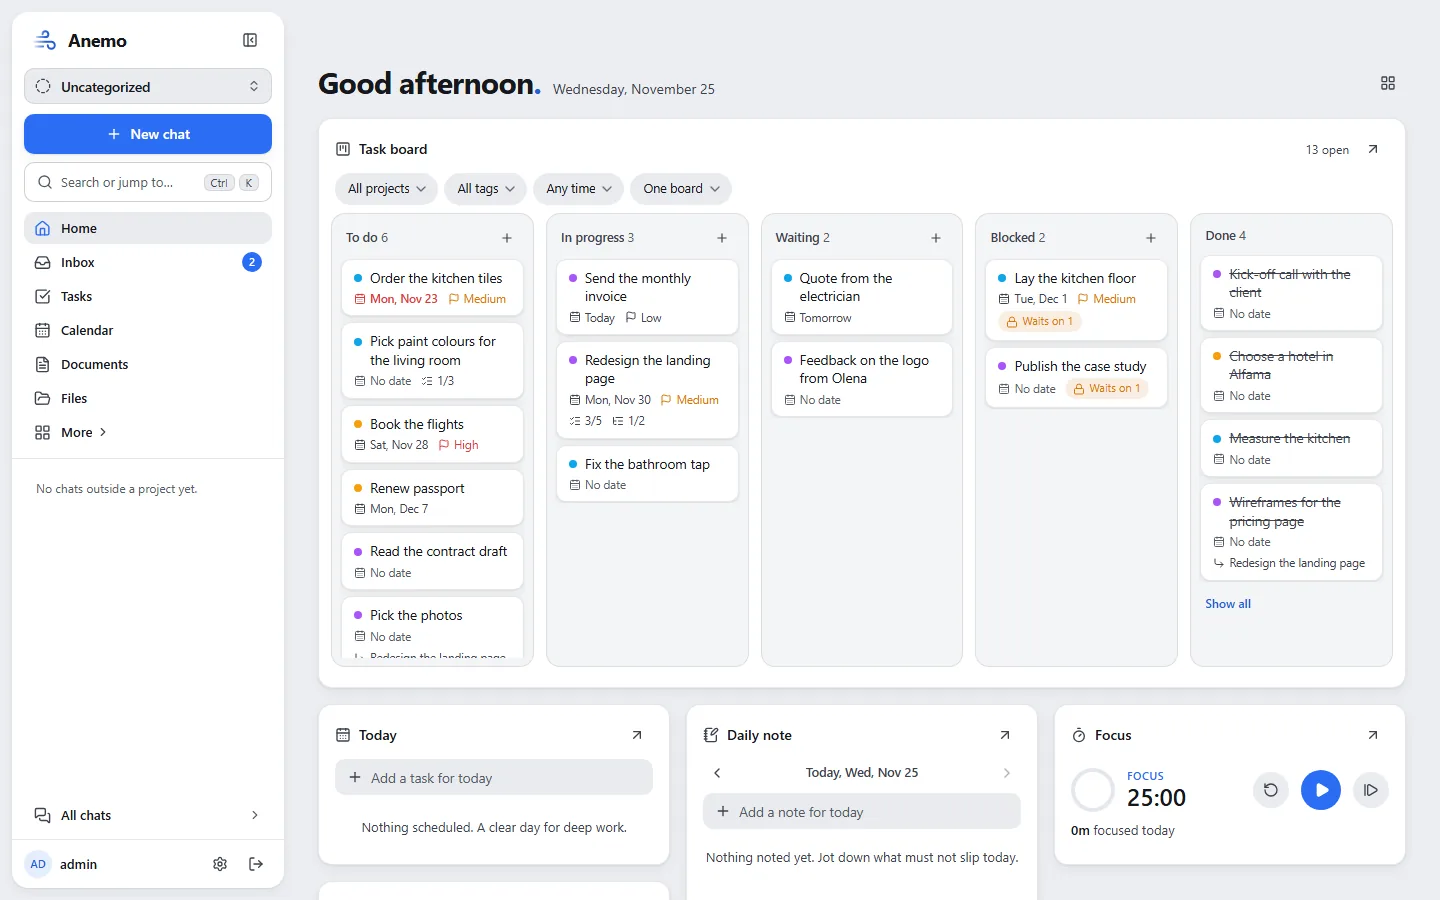 Anemo
Uncategorized
New chat
Search or jump to... Ctrl K
Home
Inbox 2
Tasks
Calendar
Documents
Files
More
No chats outside a project yet.
All chats
AD admin
Good afternoon. Wednesday, November 25
Task board 13 open
All projects All tags Any time One board
To do 6
Order the kitchen tiles
Mon, Nov 23 Medium
Pick paint colours for
the living room
No date 1/3
Book the flights
Sat, Nov 28 High
Renew passport
Mon, Dec 7
Read the contract draft
No date
Pick the photos
No date
Redesign the landing page
In progress 3
Send the monthly
invoice
Today Low
Redesign the landing
page
Mon, Nov 30 Medium
3/5 1/2
Fix the bathroom tap
No date
Waiting 2
Quote from the
electrician
Tomorrow
Feedback on the logo
from Olena
No date
Blocked 2
Lay the kitchen floor
Tue, Dec 1 Medium
Waits on 1
Publish the case study
No date Waits on 1
Done 4
Kick-off call with the
client
No date
Choose a hotel in
Alfama
No date
Measure the kitchen
No date
Wireframes for the
pricing page
No date
Redesign the landing page
Show all
Today
Add a task for today
Nothing scheduled. A clear day for deep work.
Daily note
Today, Wed, Nov 25
Add a note for today
Nothing noted yet. Jot down what must not slip today.
Focus
FOCUS
25:00
0m focused today